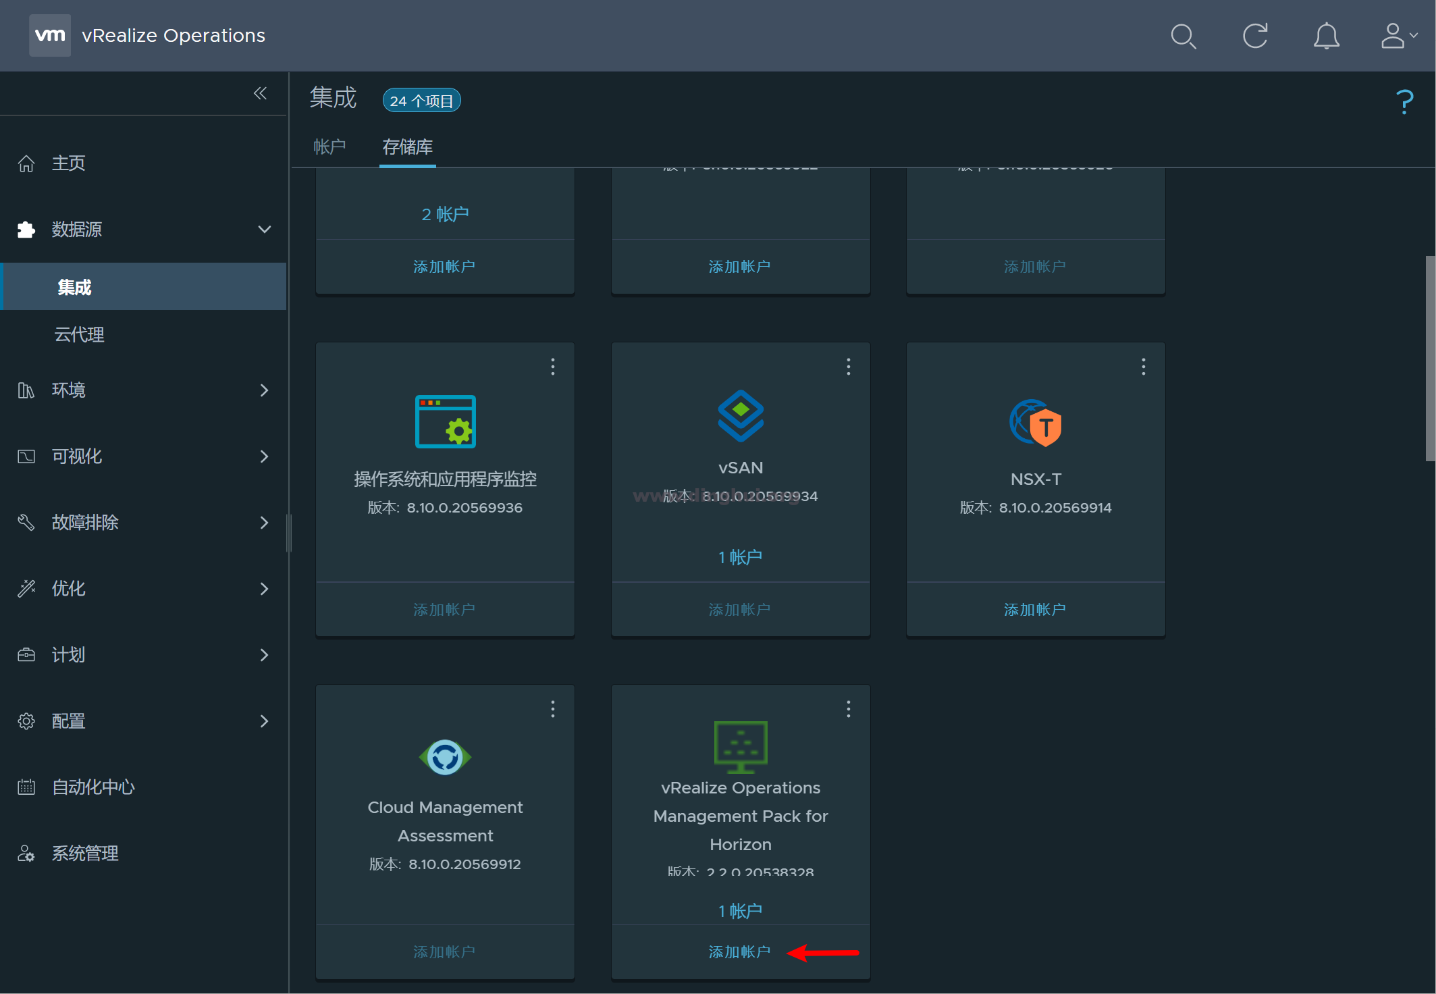 vm vRealize Operations
集成 24 个项目
帐户 存储库
主页
数据源
集成
云代理
环境
可视化
故障排除
优化
计划
配置
自动化中心
系统管理
2 帐户
添加帐户
添加帐户
添加帐户
操作系统和应用程序监控
版本: 8.10.0.20569936
添加帐户
vSAN
版本: 8.10.0.20569934
1 帐户
添加帐户
NSX-T
版本: 8.10.0.20569914
添加帐户
Cloud Management
Assessment
版本: 8.10.0.20569912
添加帐户
vRealize Operations
Management Pack for
Horizon
版本: 2.2.0.20538328
1 帐户
添加帐户